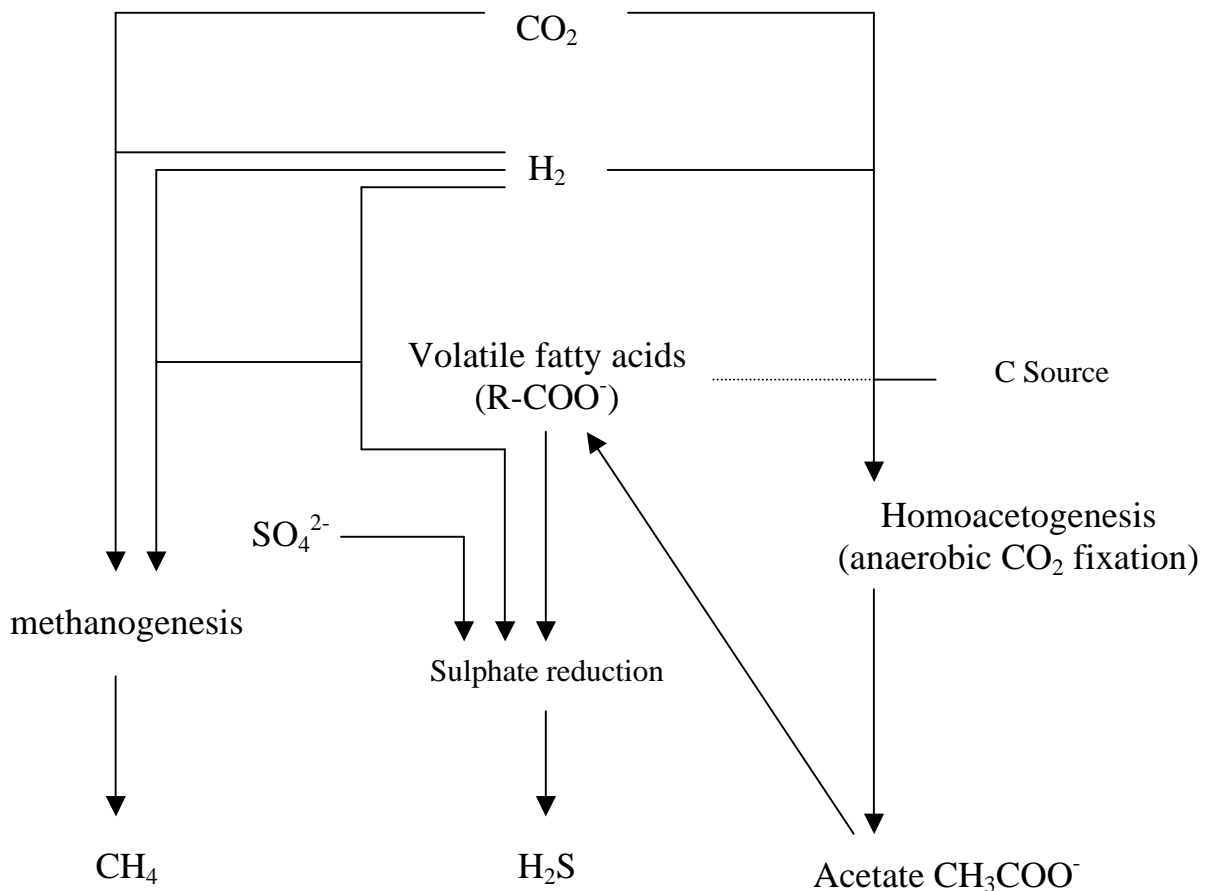 CO₂
H₂
Volatile fatty acids
(R-COO⁻)
C Source
Homoacetogenesis
(anaerobic CO₂ fixation)
SO₄²⁻
methanogenesis
Sulphate reduction
CH₄
H₂S
Acetate CH₃COO⁻